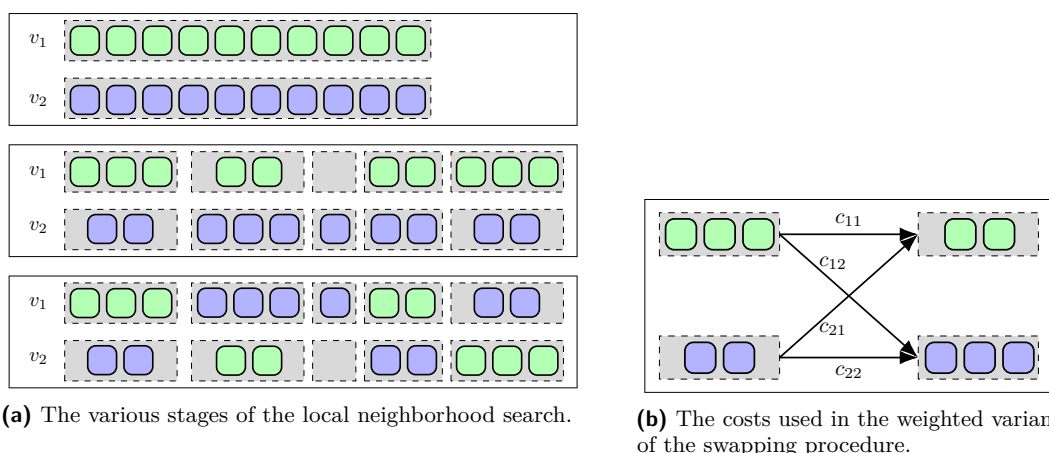 v1
v2
v1
v2
v1
v2
(a) The various stages of the local neighborhood search.
c11
c12
c21
c22
(b) The costs used in the weighted varian
of the swapping procedure.